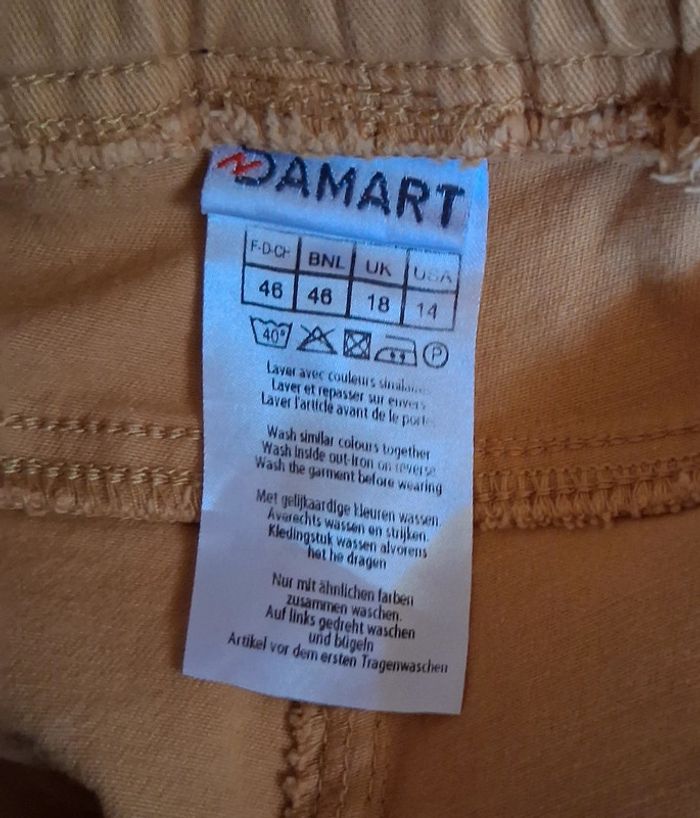 DAMART
F-D-CH BNL UK USA
46 46 18 14
40° P
Laver avec couleurs similaires
Laver et repasser sur envers
Laver l'article avant de le porter
Wash similar colours together
Wash inside out-Iron on reverse
Wash the garment before wearing
Met gelijkaardige kleuren wassen.
Averechts wassen en strijken.
Kledingstuk wassen alvorens
het he dragen
Nur mit ähnlichen farben
zusammen waschen.
Auf links gedreht waschen
und bügeln
Artikel vor dem ersten Tragenwaschen